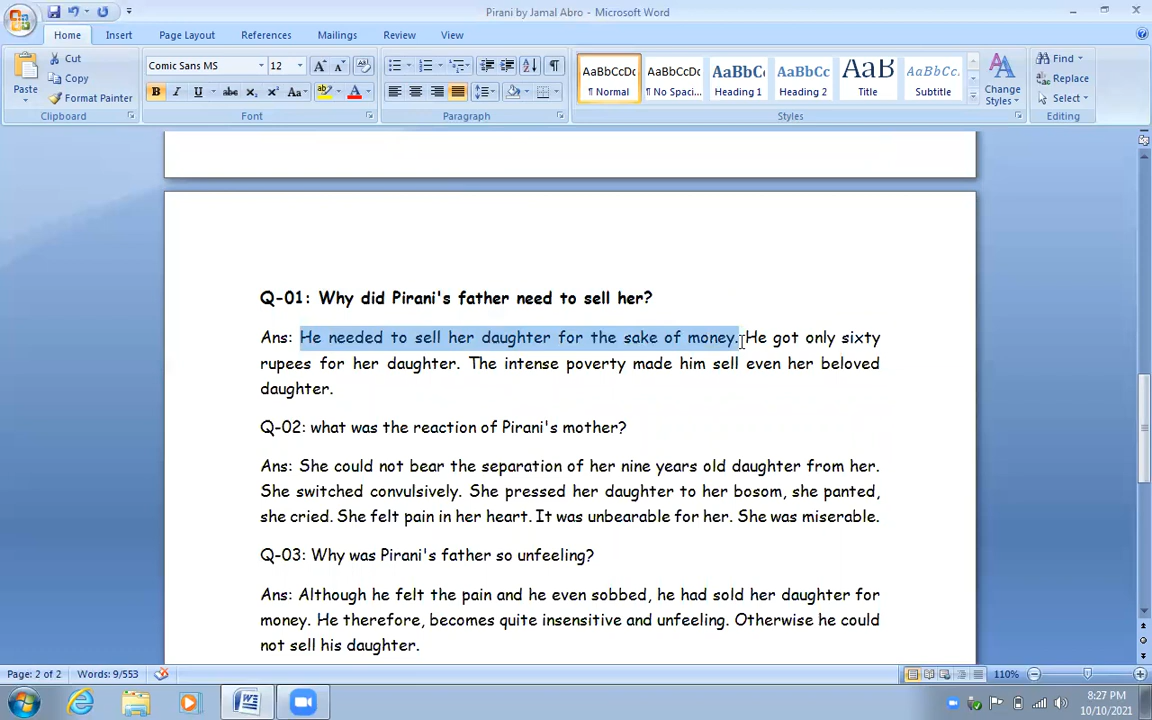 Pirani by Jamal Abro - Microsoft Word
Home Insert Page Layout References Mailings Review View
Paste Cut Copy Format Painter
Clipboard
Comic Sans MS 12
B I U abc X₂ X² Aa
Font
Paragraph
AaBbCcDc AaBbCcDc AaBbC( AaBbCc AaB AaBbCc.
¶ Normal ¶ No Spaci... Heading 1 Heading 2 Title Subtitle
Change Styles
Styles
Find Replace Select
Editing
Q-01: Why did Pirani's father need to sell her?
Ans: He needed to sell her daughter for the sake of money. He got only sixty
rupees for her daughter. The intense poverty made him sell even her beloved
daughter.
Q-02: what was the reaction of Pirani's mother?
Ans: She could not bear the separation of her nine years old daughter from her.
She switched convulsively. She pressed her daughter to her bosom, she panted,
she cried. She felt pain in her heart. It was unbearable for her. She was miserable.
Q-03: Why was Pirani's father so unfeeling?
Ans: Although he felt the pain and he even sobbed, he had sold her daughter for
money. He therefore, becomes quite insensitive and unfeeling. Otherwise he could
not sell his daughter.
Page: 2 of 2 Words: 9/553 110%
8:27 PM
10/10/2021